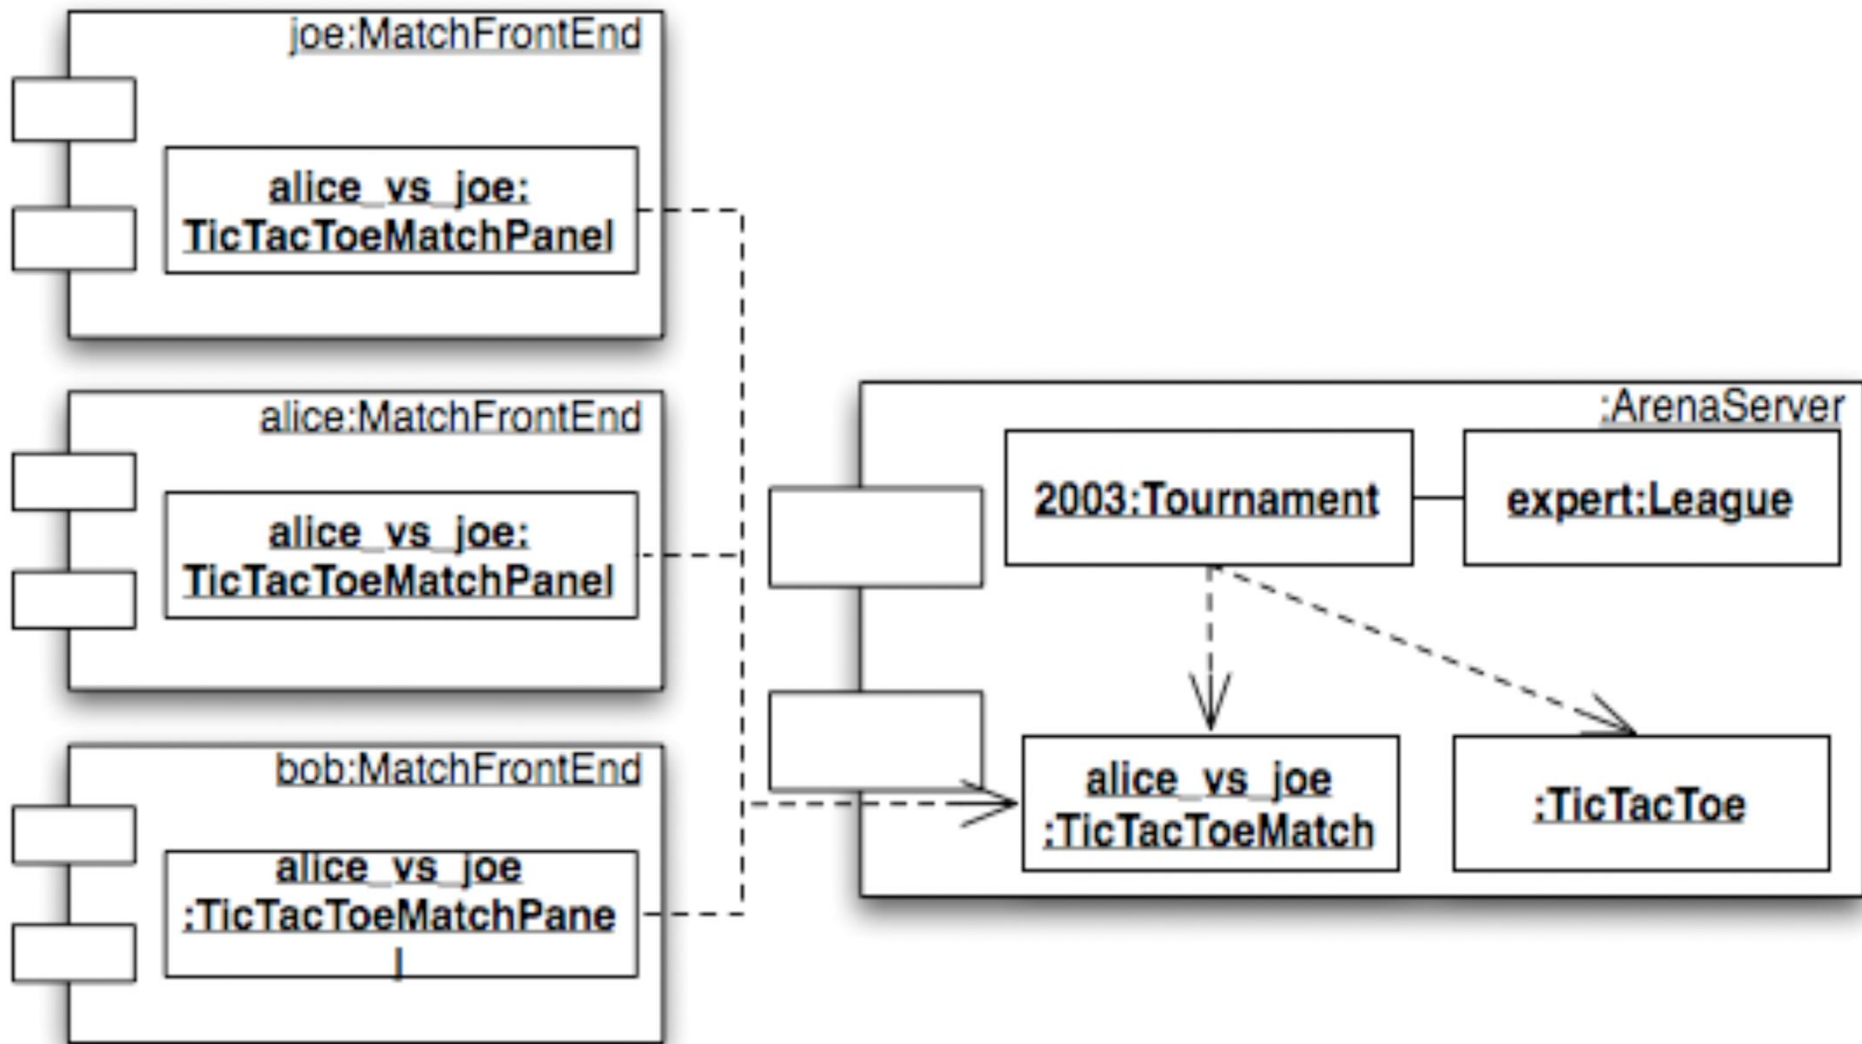 joe:MatchFrontEnd
alice_vs_joe:
TicTacToeMatchPanel
alice:MatchFrontEnd
alice_vs_joe:
TicTacToeMatchPanel
bob:MatchFrontEnd
alice_vs_joe
:TicTacToeMatchPane
l
:ArenaServer
2003:Tournament
expert:League
alice_vs_joe
:TicTacToeMatch
:TicTacToe